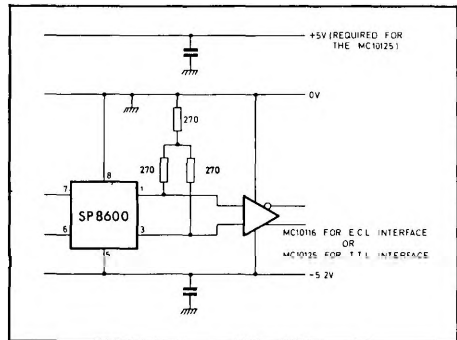 +5V (REQUIRED FOR
THE MC10125)
0V
270
270
270
8
7
1
SP8600
6
3
5
MC10116 FOR ECL INTERFACE
OR
MC10125 FOR TTL INTERFACE
-5.2V